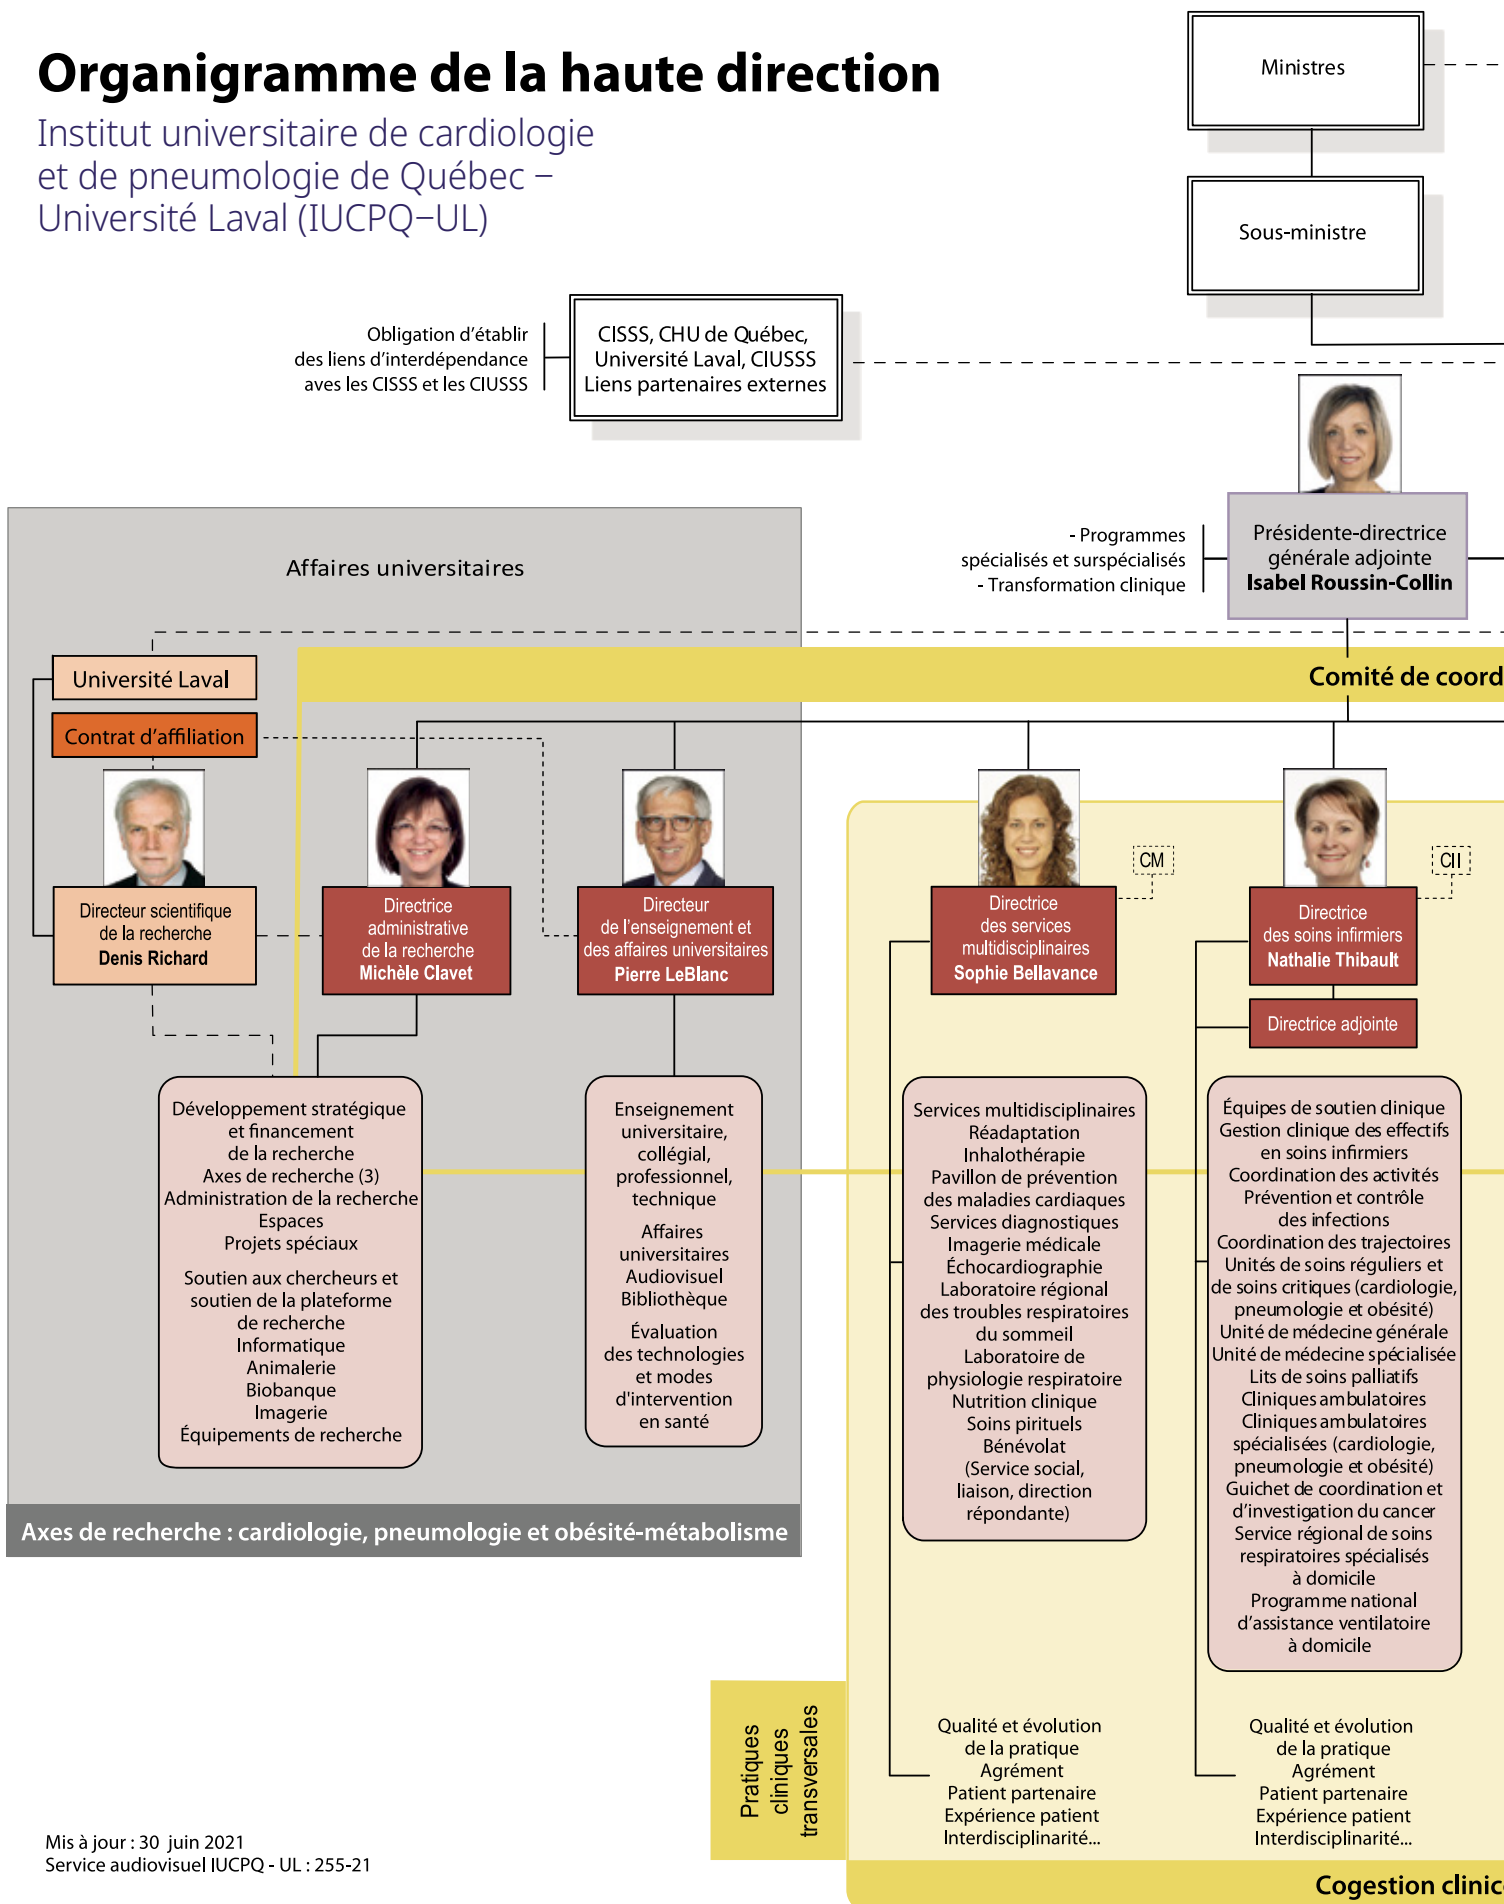 Organigramme de la haute direction
Institut universitaire de cardiologie
et de pneumologie de Québec –
Université Laval (IUCPQ–UL)
Ministres
Sous-ministre
Obligation d'établir
des liens d'interdépendance
aves les CISSS et les CIUSSS
CISSS, CHU de Québec,
Université Laval, CIUSSS
Liens partenaires externes
- Programmes
spécialisés et surspécialisés
- Transformation clinique
Présidente-directrice
générale adjointe
Isabel Roussin-Collin
Affaires universitaires
Comité de coord
Université Laval
Contrat d'affiliation
Directeur scientifique
de la recherche
Denis Richard
Directrice
administrative
de la recherche
Michèle Clavet
Directeur
de l'enseignement et
des affaires universitaires
Pierre LeBlanc
CM
Directrice
des services
multidisciplinaires
Sophie Bellavance
CII
Directrice
des soins infirmiers
Nathalie Thibault
Directrice adjointe
Développement stratégique
et financement
de la recherche
Axes de recherche (3)
Administration de la recherche
Espaces
Projets spéciaux
Soutien aux chercheurs et
soutien de la plateforme
de recherche
Informatique
Animalerie
Biobanque
Imagerie
Équipements de recherche
Enseignement
universitaire,
collégial,
professionnel,
technique
Affaires
universitaires
Audiovisuel
Bibliothèque
Évaluation
des technologies
et modes
d'intervention
en santé
Services multidisciplinaires
Réadaptation
Inhalothérapie
Pavillon de prévention
des maladies cardiaques
Services diagnostiques
Imagerie médicale
Échocardiographie
Laboratoire régional
des troubles respiratoires
du sommeil
Laboratoire de
physiologie respiratoire
Nutrition clinique
Soins pirituels
Bénévolat
(Service social,
liaison, direction
répondante)
Équipes de soutien clinique
Gestion clinique des effectifs
en soins infirmiers
Coordination des activités
Prévention et contrôle
des infections
Coordination des trajectoires
Unités de soins réguliers et
de soins critiques (cardiologie,
pneumologie et obésité)
Unité de médecine générale
Unité de médecine spécialisée
Lits de soins palliatifs
Cliniques ambulatoires
Cliniques ambulatoires
spécialisées (cardiologie,
pneumologie et obésité)
Guichet de coordination et
d'investigation du cancer
Service régional de soins
respiratoires spécialisés
à domicile
Programme national
d'assistance ventilatoire
à domicile
Axes de recherche : cardiologie, pneumologie et obésité-métabolisme
Pratiques
cliniques
transversales
Qualité et évolution
de la pratique
Agrément
Patient partenaire
Expérience patient
Interdisciplinarité...
Qualité et évolution
de la pratique
Agrément
Patient partenaire
Expérience patient
Interdisciplinarité...
Mis à jour : 30 juin 2021
Service audiovisuel IUCPQ - UL : 255-21
Cogestion clinic